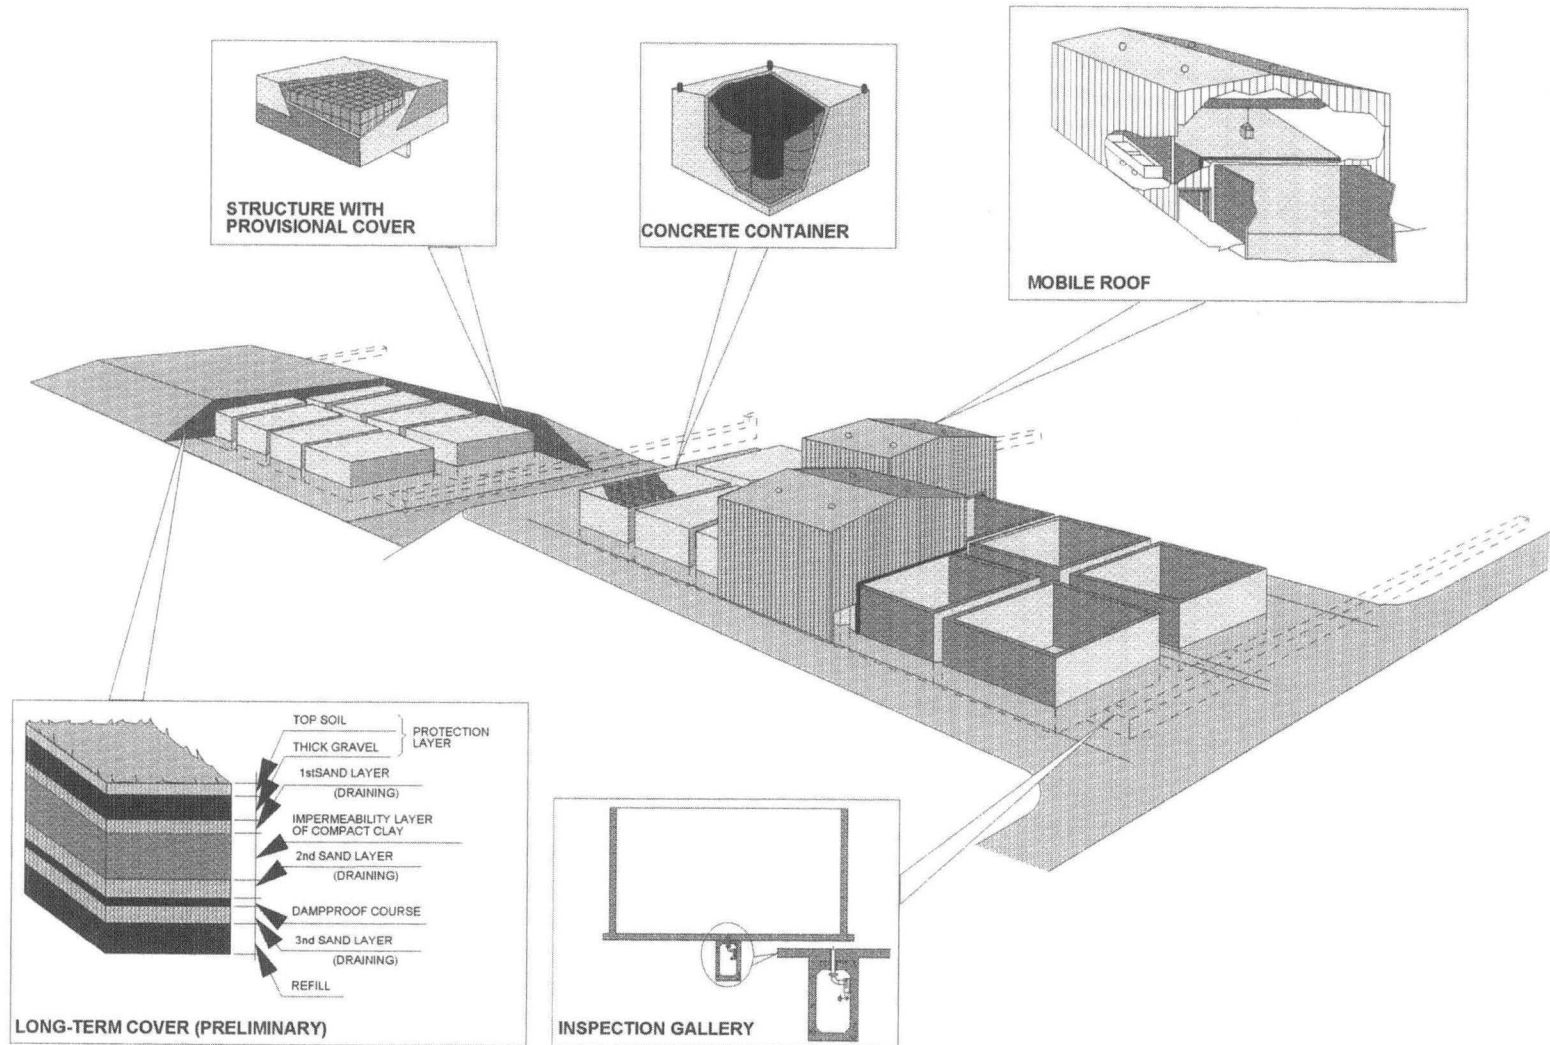 STRUCTURE WITH
PROVISIONAL COVER
CONCRETE CONTAINER
MOBILE ROOF
TOP SOIL
THICK GRAVEL
PROTECTION
LAYER
1stSAND LAYER
(DRAINING)
IMPERMEABILITY LAYER
OF COMPACT CLAY
2nd SAND LAYER
(DRAINING)
DAMPPROOF COURSE
3nd SAND LAYER
(DRAINING)
REFILL
LONG-TERM COVER (PRELIMINARY)
INSPECTION GALLERY